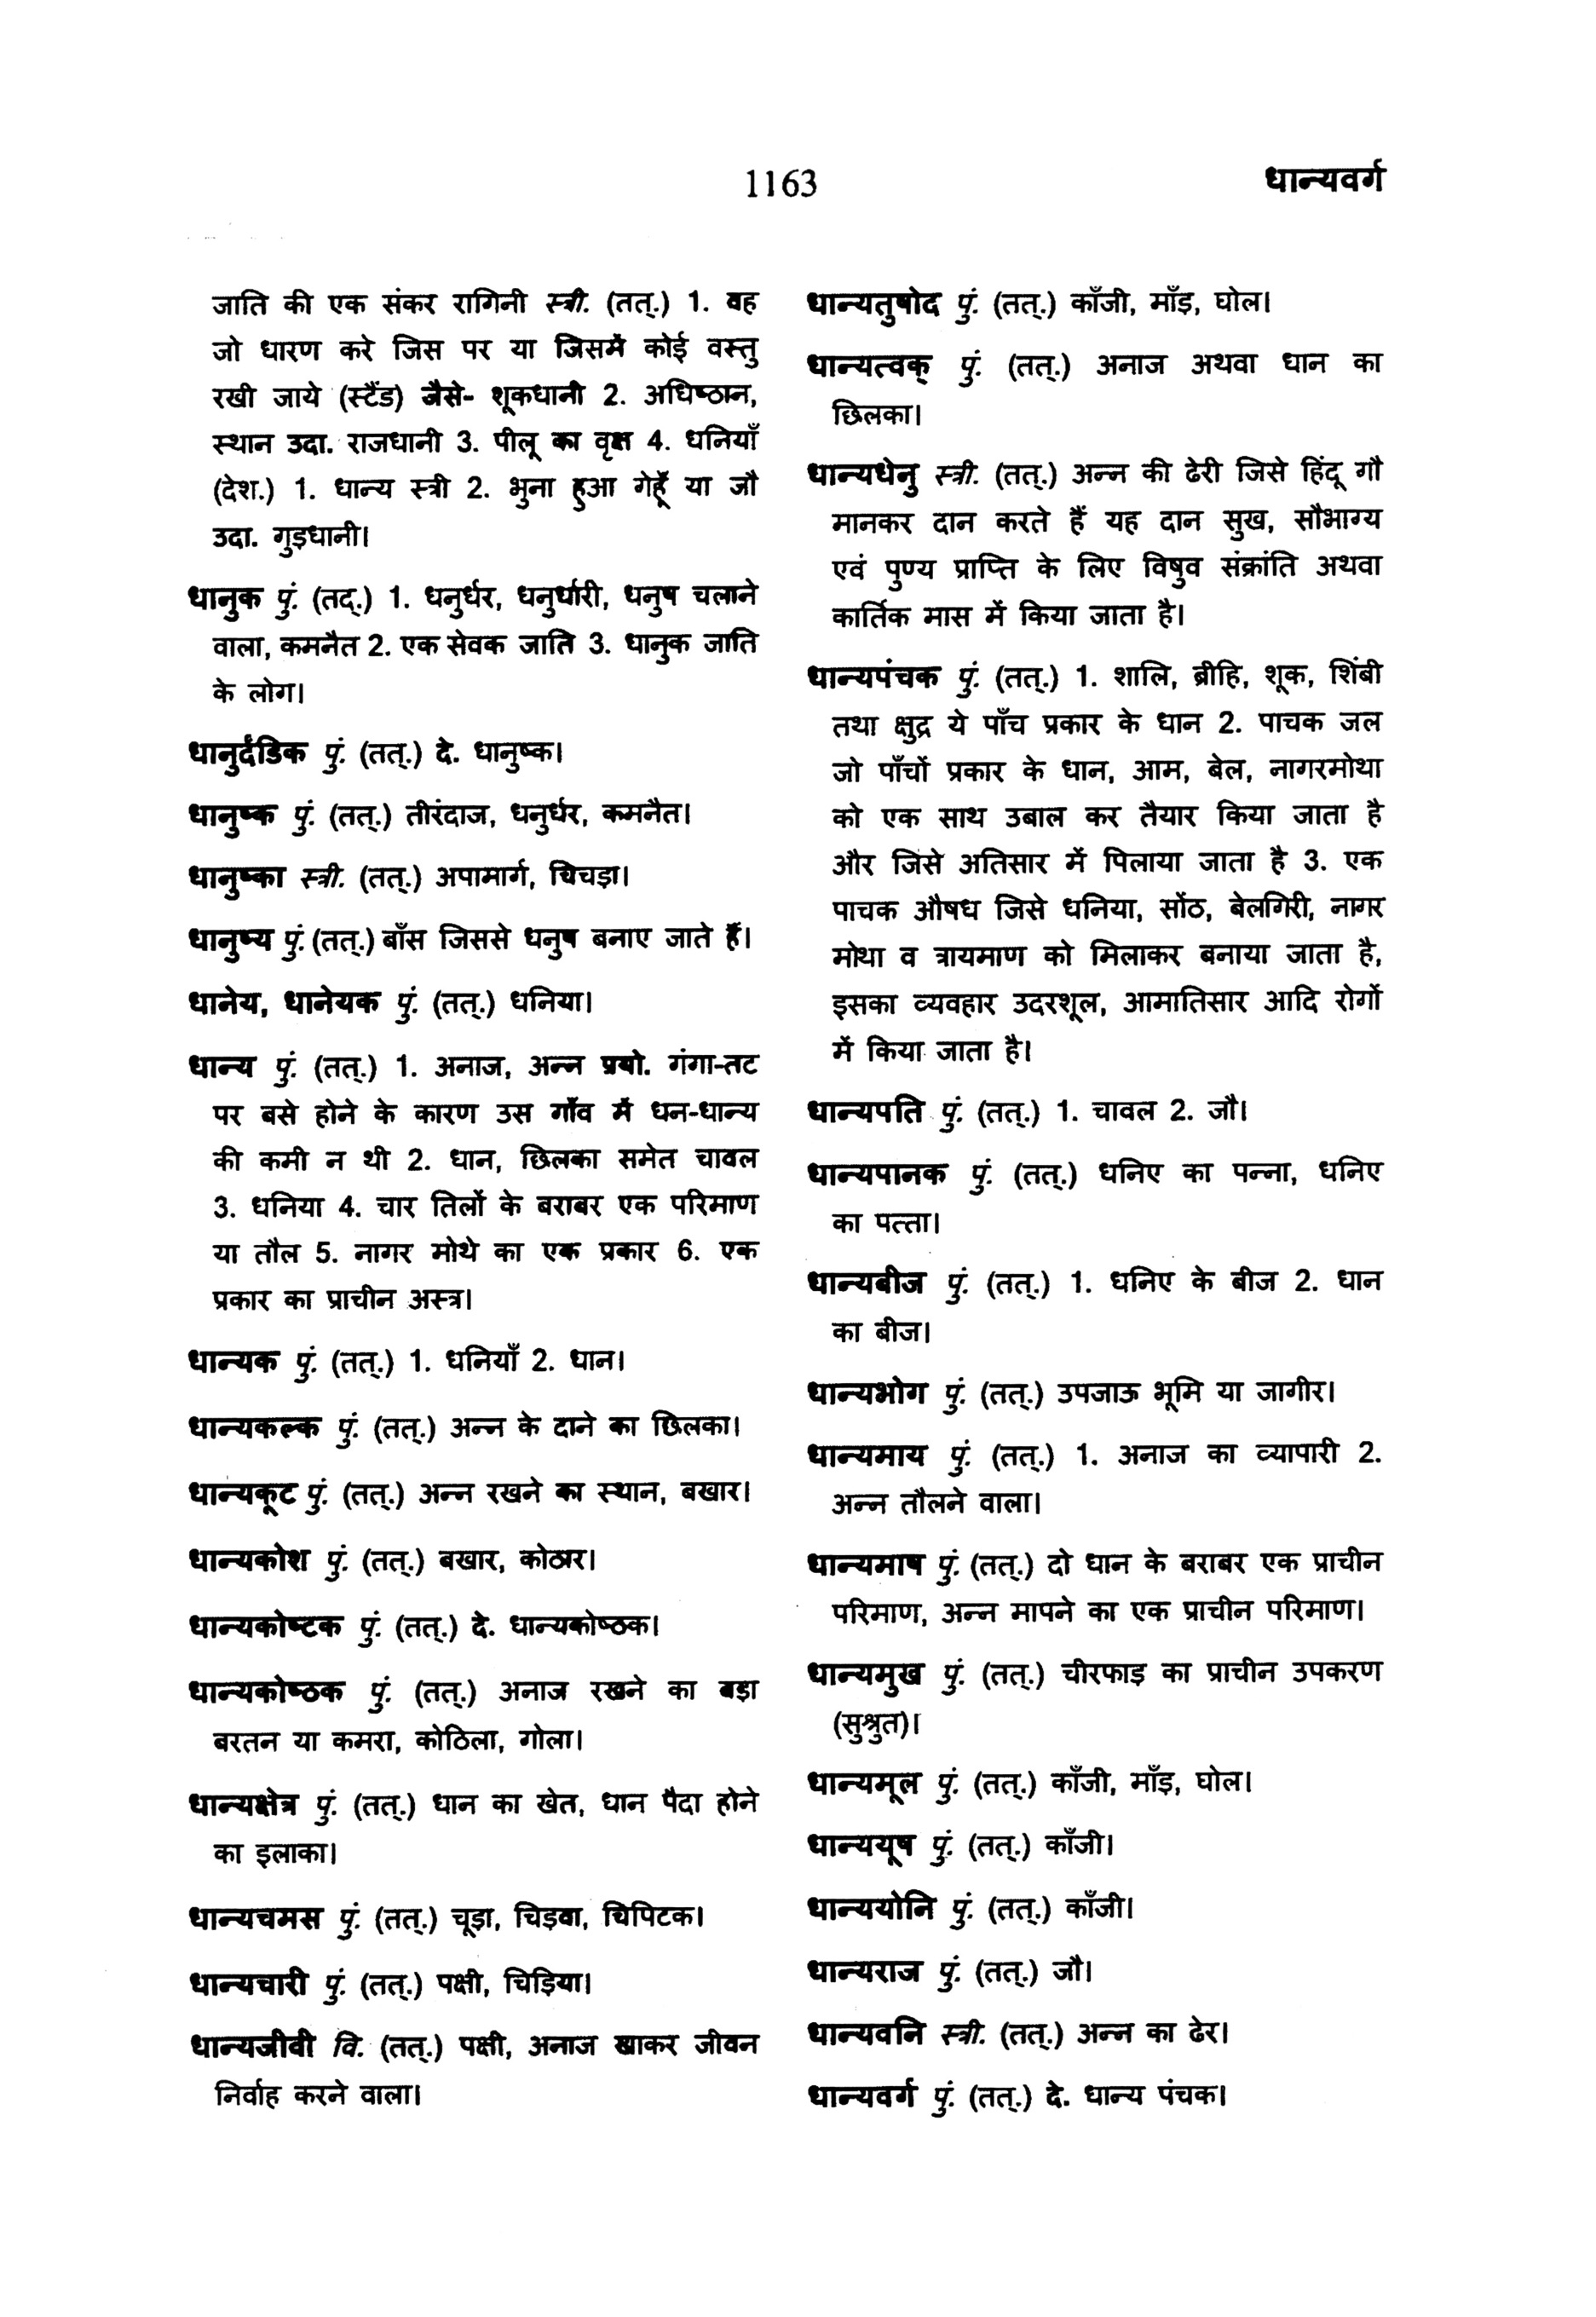 1163
धान्यवर्ग
जाति की एक संकर रागिनी स्त्री. (तत्.) 1. वह
जो धारण करे जिस पर या जिसमें कोई वस्तु
रखी जाये (स्टैंड) जैसे- शूकधानी 2. अधिष्ठान,
स्थान उदा. राजधानी 3. पीलू का वृक्ष 4. धनियाँ
(देश.) 1. धान्य स्त्री 2. भुना हुआ गेहूँ या जौ
उदा. गुड़धानी।
धानुक पुं. (तद्.) 1. धनुर्धर, धनुर्धारी, धनुष चलाने
वाला, कमनैत 2. एक सेवक जाति 3. धानुक जाति
के लोग।
धानुर्दंडिक पुं. (तत्.) दे. धानुष्क।
धानुष्क पुं. (तत्.) तीरंदाज, धनुर्धर, कमनैत।
धानुष्का स्त्री. (तत्.) अपामार्ग, चिचड़ा।
धानुष्य पुं. (तत्.) बाँस जिससे धनुष बनाए जाते हैं।
धानेय, धानेयक पुं. (तत्.) धनिया।
धान्य पुं. (तत्.) 1. अनाज, अन्न प्रयो. गंगा-तट
पर बसे होने के कारण उस गाँव में धन-धान्य
की कमी न थी 2. धान, छिलका समेत चावल
3. धनिया 4. चार तिलों के बराबर एक परिमाण
या तौल 5. नागर मोथे का एक प्रकार 6. एक
प्रकार का प्राचीन अस्त्र।
धान्यक पुं. (तत्.) 1. धनियाँ 2. धान।
धान्यकल्क पुं. (तत्.) अन्न के दाने का छिलका।
धान्यकूट पुं. (तत्.) अन्न रखने का स्थान, बखार।
धान्यकोश पुं. (तत्.) बखार, कोठार।
धान्यकोष्टक पुं. (तत्.) दे. धान्यकोष्ठक।
धान्यकोष्ठक पुं. (तत्.) अनाज रखने का बड़ा
बरतन या कमरा, कोठिला, गोला।
धान्यक्षेत्र पुं. (तत्.) धान का खेत, धान पैदा होने
का इलाका।
धान्यचमस पुं. (तत्.) चूड़ा, चिड़वा, चिपिटक।
धान्यचारी पुं. (तत्.) पक्षी, चिड़िया।
धान्यजीवी वि. (तत्.) पक्षी, अनाज खाकर जीवन
निर्वाह करने वाला।
धान्यतुषोद पुं. (तत्.) काँजी, माँड़, घोल।
धान्यत्वक् पुं. (तत्.) अनाज अथवा धान का
छिलका।
धान्यधेनु स्त्री. (तत्.) अन्न की ढेरी जिसे हिंदू गौ
मानकर दान करते हैं यह दान सुख, सौभाग्य
एवं पुण्य प्राप्ति के लिए विषुव संक्रांति अथवा
कार्तिक मास में किया जाता है।
धान्यपंचक पुं. (तत्.) 1. शालि, ब्रीहि, शूक, शिंबी
तथा क्षुद्र ये पाँच प्रकार के धान 2. पाचक जल
जो पाँचों प्रकार के धान, आम, बेल, नागरमोथा
को एक साथ उबाल कर तैयार किया जाता है
और जिसे अतिसार में पिलाया जाता है 3. एक
पाचक औषध जिसे धनिया, सोंठ, बेलगिरी, नागर
मोथा व त्रायमाण को मिलाकर बनाया जाता है,
इसका व्यवहार उदरशूल, आमातिसार आदि रोगों
में किया जाता है।
धान्यपति पुं. (तत्.) 1. चावल 2. जौ।
धान्यपानक पुं. (तत्.) धनिए का पन्ना, धनिए
का पत्ता।
धान्यबीज पुं. (तत्.) 1. धनिए के बीज 2. धान
का बीज।
धान्यभोग पुं. (तत्.) उपजाऊ भूमि या जागीर।
धान्यमाय पुं. (तत्.) 1. अनाज का व्यापारी 2.
अन्न तौलने वाला।
धान्यमाष पुं. (तत्.) दो धान के बराबर एक प्राचीन
परिमाण, अन्न मापने का एक प्राचीन परिमाण।
धान्यमुख पुं. (तत्.) चीरफाड़ का प्राचीन उपकरण
(सुश्रुत)।
धान्यमूल पुं. (तत्.) काँजी, माँड़, घोल।
धान्ययूष पुं. (तत्.) काँजी।
धान्ययोनि पुं. (तत्.) काँजी।
धान्यराज पुं. (तत्.) जौ।
धान्यवनि स्त्री. (तत्.) अन्न का ढेर।
धान्यवर्ग पुं. (तत्.) दे. धान्य पंचक।